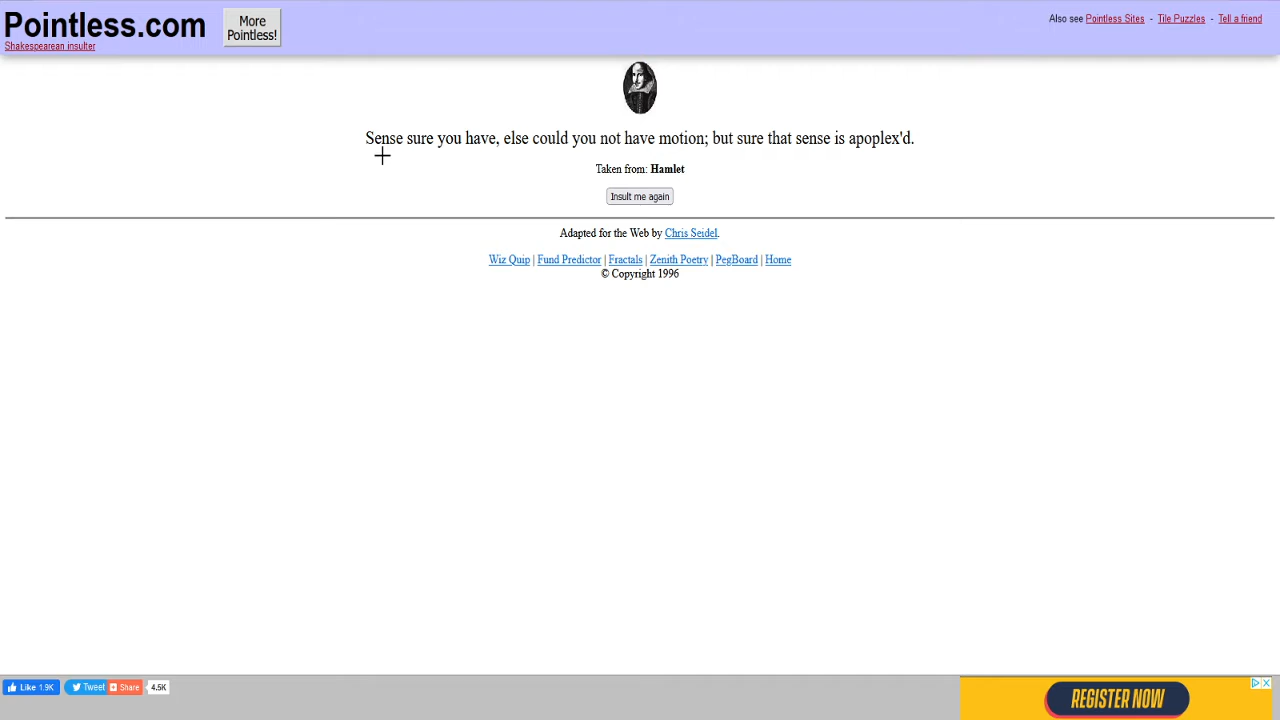 Pointless.com
Shakespearean insulter
More
Pointless!
Also see Pointless Sites - Tile Puzzles - Tell a friend
Sense sure you have, else could you not have motion; but sure that sense is apoplex'd.
Taken from: Hamlet
Insult me again
Adapted for the Web by Chris Seidel.
Wiz Quip | Fund Predictor | Fractals | Zenith Poetry | PegBoard | Home
© Copyright 1996
Like 1.9K Tweet Share 4.5K
REGISTER NOW